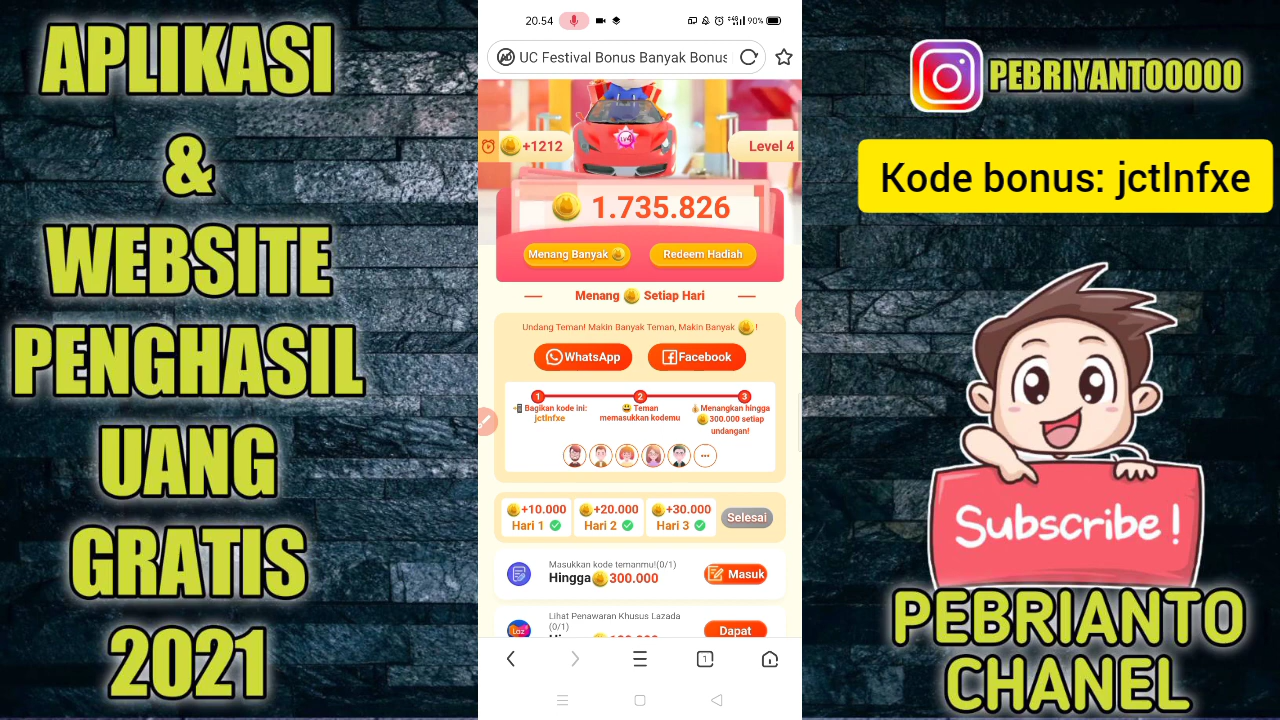 APLIKASI
&
WEBSITE
PENGHASIL
UANG
GRATIS
2021
20.54
90%
UC Festival Bonus Banyak Bonus
+1212
Lv4
Level 4
1.735.826
Menang Banyak
Redeem Hadiah
Menang Setiap Hari
Undang Teman! Makin Banyak Teman, Makin Banyak !
WhatsApp
Facebook
1
2
3
Bagikan kode ini:
jctlnfxe
Teman
memasukkan kodemu
Menangkan hingga
300.000 setiap
undangan!
+10.000
Hari 1
+20.000
Hari 2
+30.000
Hari 3
Selesai
Masukkan kode temanmu!(0/1)
Hingga 300.000
Masuk
Lihat Penawaran Khusus Lazada
(0/1)
Laz
Dapat
1
PEBRIYANTOOOOO
Kode bonus: jctlnfxe
Subscribe!
PEBRIANTO
CHANEL